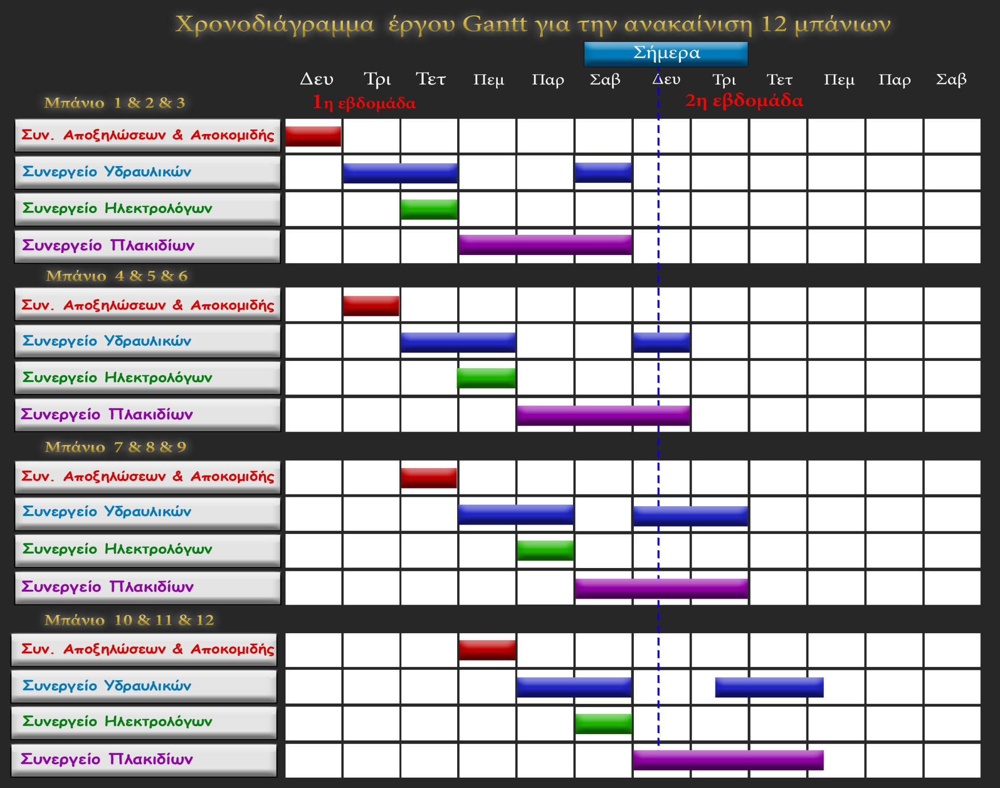 Χρονοδιάγραμμα έργου Gantt για την ανακαίνιση 12 μπάνιων
Σήμερα
Δευ Τρι Τετ Πεμ Παρ Σαβ Δευ Τρι Τετ Πεμ Παρ Σαβ
Μπάνιο 1 & 2 & 3 1η εβδομάδα 2η εβδομάδα
Συν. Αποξηλώσεων & Αποκομιδής
Συνεργείο Υδραυλικών
Συνεργείο Ηλεκτρολόγων
Συνεργείο Πλακιδίων
Μπάνιο 4 & 5 & 6
Συν. Αποξηλώσεων & Αποκομιδής
Συνεργείο Υδραυλικών
Συνεργείο Ηλεκτρολόγων
Συνεργείο Πλακιδίων
Μπάνιο 7 & 8 & 9
Συν. Αποξηλώσεων & Αποκομιδής
Συνεργείο Υδραυλικών
Συνεργείο Ηλεκτρολόγων
Συνεργείο Πλακιδίων
Μπάνιο 10 & 11 & 12
Συν. Αποξηλώσεων & Αποκομιδής
Συνεργείο Υδραυλικών
Συνεργείο Ηλεκτρολόγων
Συνεργείο Πλακιδίων